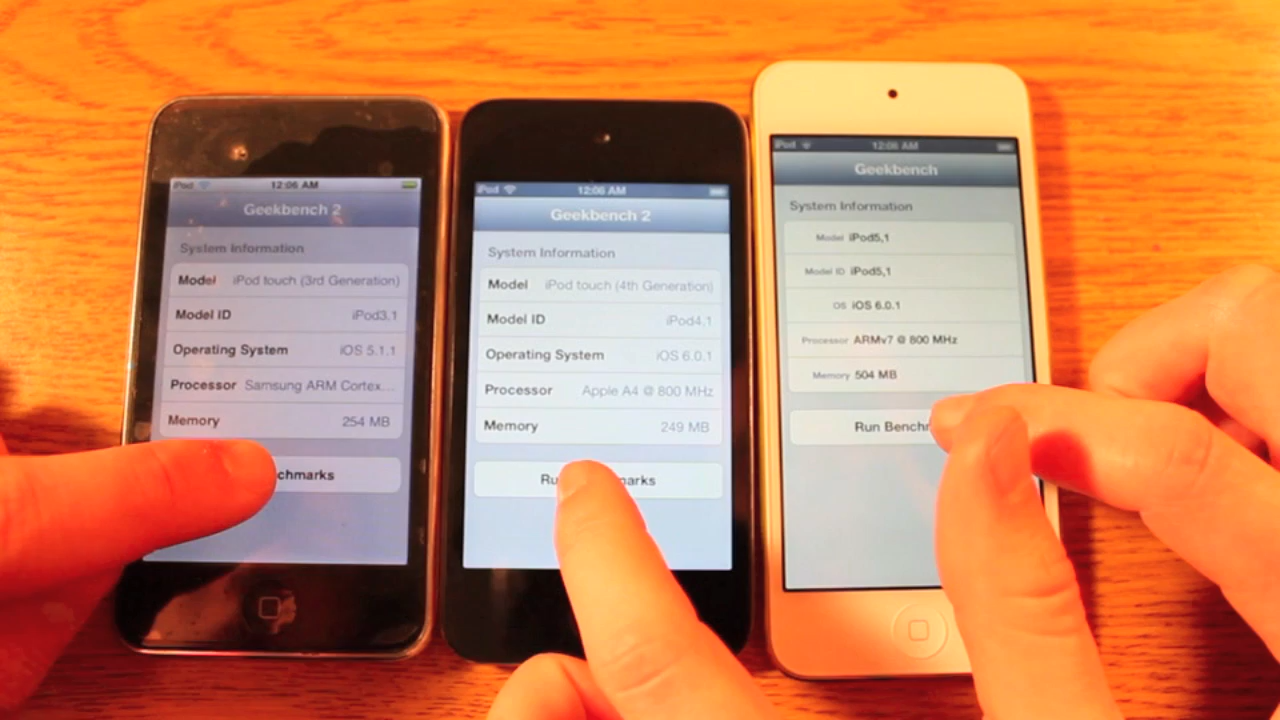 iPod 12:06 AM
Geekbench 2
System Information
Model iPod touch (3rd Generation)
Model ID iPod3.1
Operating System iOS 5.1.1
Processor Samsung ARM Cortex...
Memory 254 MB
chmarks
iPod 12:06 AM
Geekbench 2
System Information
Model iPod touch (4th Generation)
Model ID iPod4.1
Operating System iOS 6.0.1
Processor Apple A4 @ 800 MHz
Memory 249 MB
Ru arks
iPod 12:06 AM
Geekbench
System Information
Model iPod5,1
Model ID iPod5,1
OS iOS 6.0.1
Processor ARMv7 @ 800 MHz
Memory 504 MB
Run Benchr